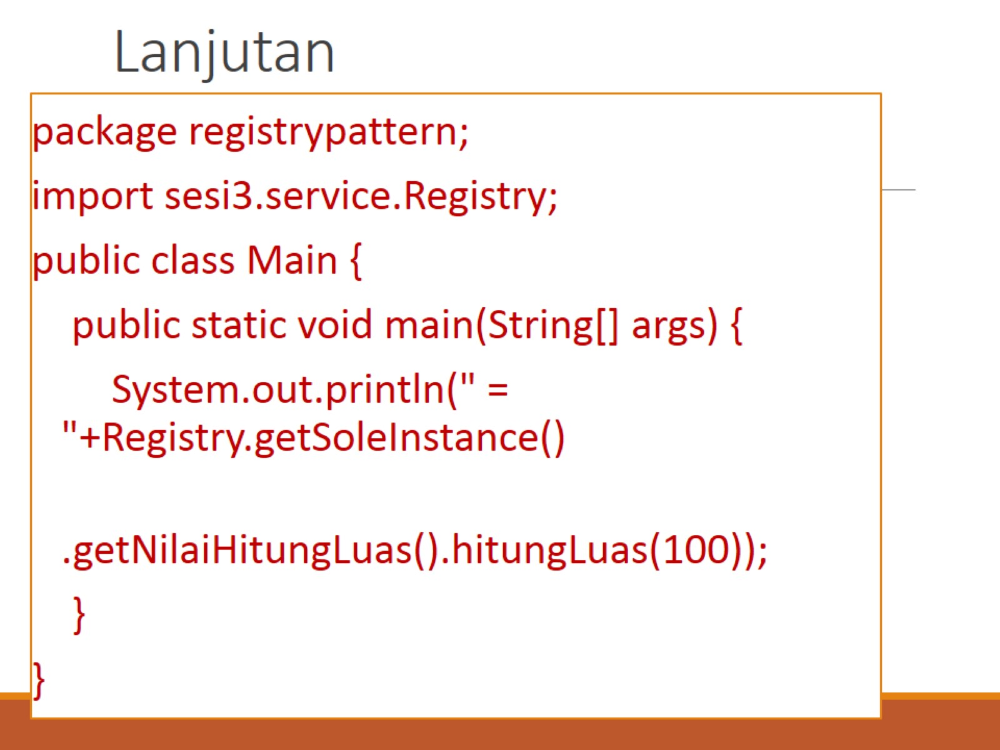 Lanjutan
package registrypattern;
import sesi3.service.Registry;
public class Main {
public static void main(String[] args) {
System.out.println(" =
"+Registry.getSoleInstance()
.getNilaiHitungLuas().hitungLuas(100));
}
}